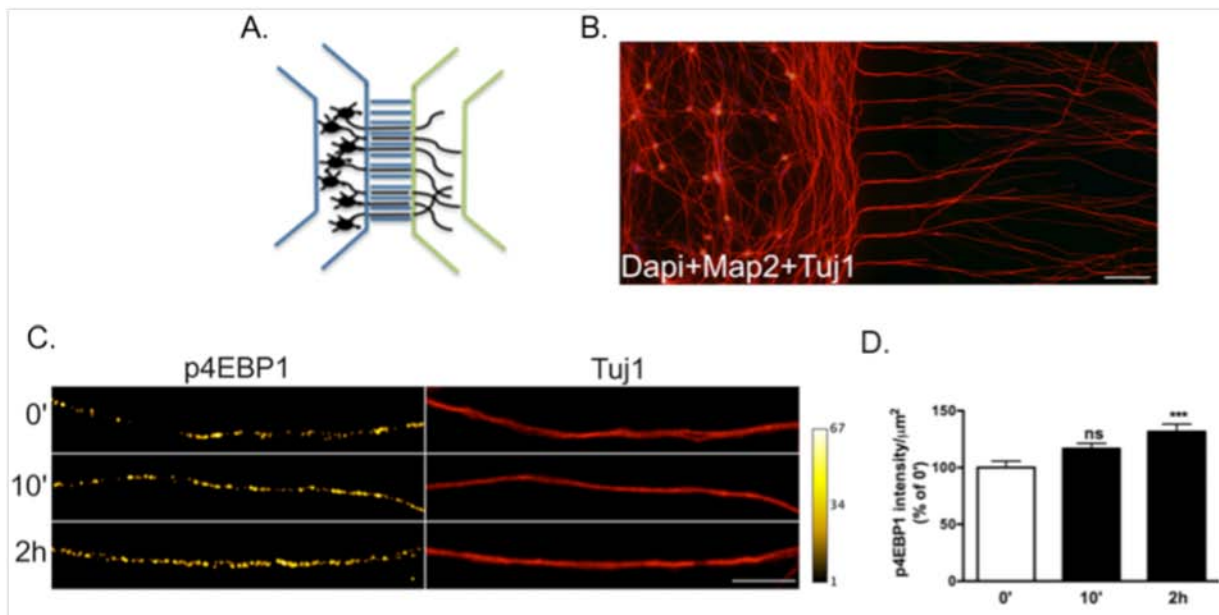 A.
B.
Dapi+Map2+Tuj1
C.
p4EBP1
Tuj1
0'
10'
2h
67
34
1
D.
p4EBP1 intensity/µm²
(% of 0')
150
100
50
0
ns
***
0'
10'
2h